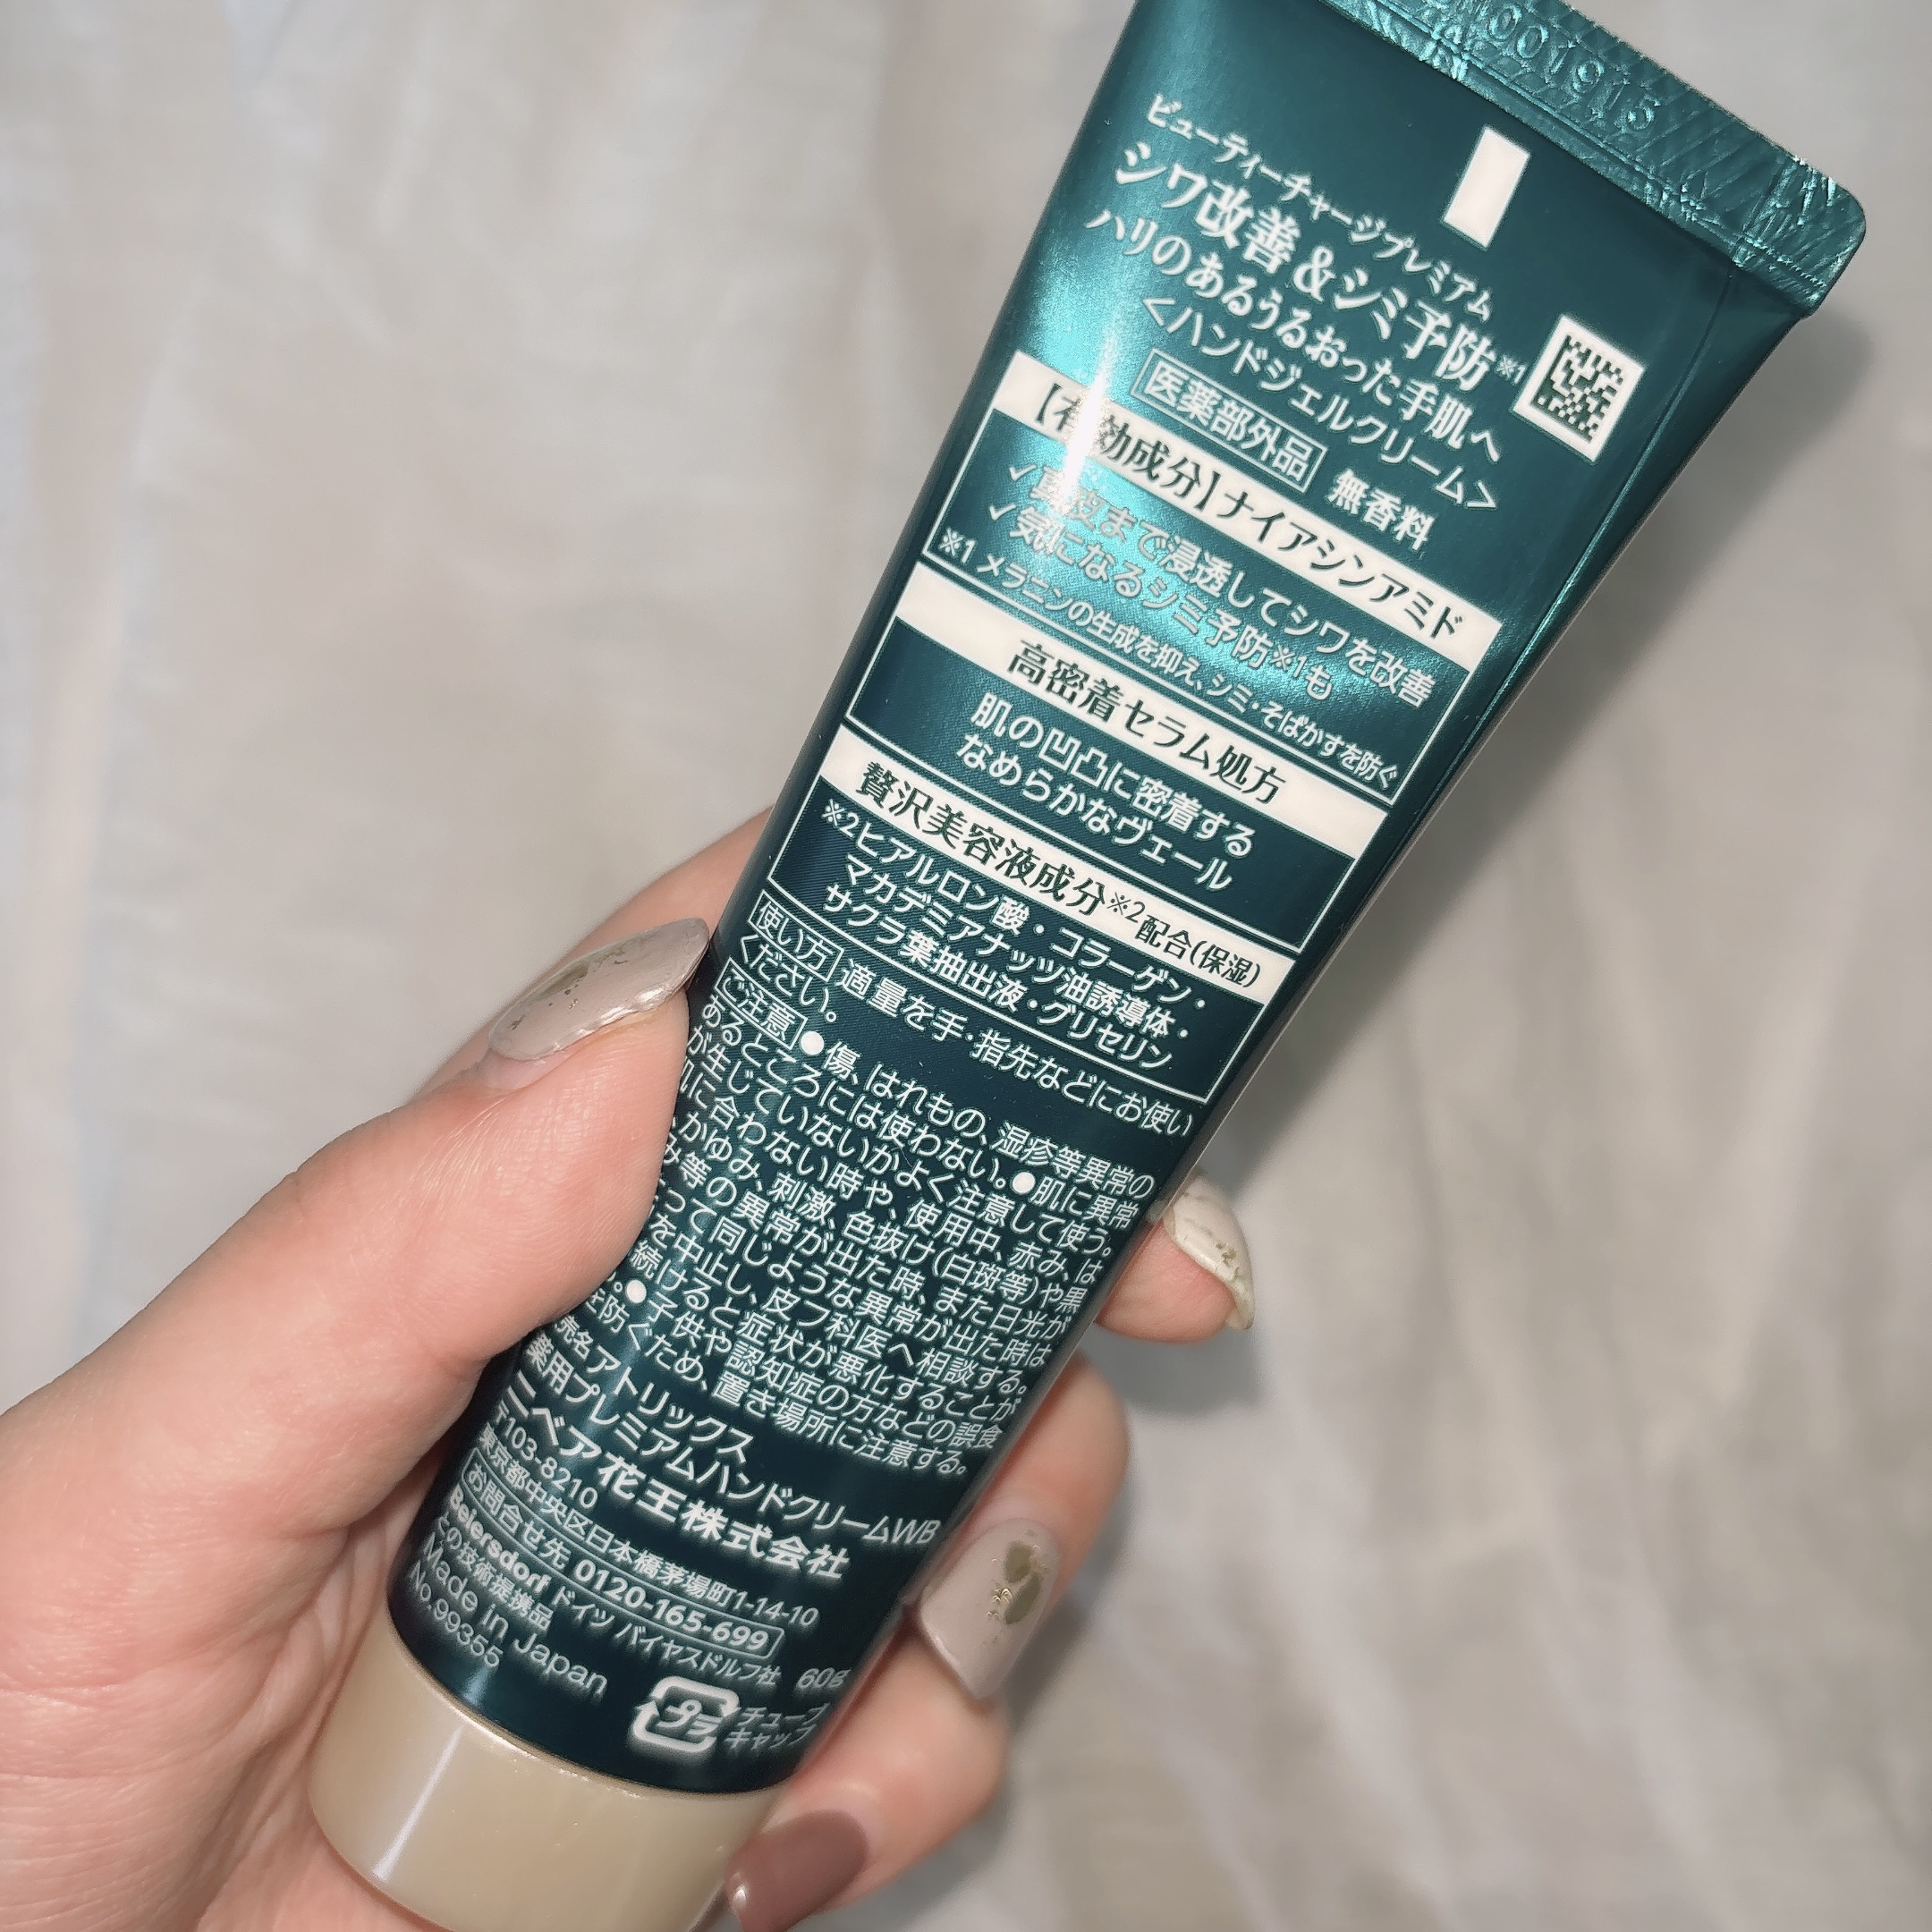 001915
ビューティーチャージプレミアム
シワ改善&シミ予防※1
ハリのあるうるおった手肌へ
<ハンドジェルクリーム>
医薬部外品 無香料
【有効成分】ナイアシンアミド
✓真皮まで浸透してシワを改善
✓気になるシミ予防※1も
※1 メラニンの生成を抑え、シミ・そばかすを防ぐ
高密着セラム処方
肌の凹凸に密着する
なめらかなヴェール
贅沢美容液成分※2配合(保湿)
※2ヒアルロン酸・コラーゲン・
マカデミアナッツ油誘導体・
サクラ葉抽出液・グリセリン
使い方 適量を手・指先などにお使い
ください。
ご注意 ●傷、はれもの、湿疹等異常の
あるところには使わない。●肌に異常
が生じていないかよく注意して使う。
肌に合わない時や、使用中、赤み、は
かゆみ、刺激、色抜け(白斑等)や黒
み等の異常が出た時、また日光が
って同じような異常が出た時は
を中止し、皮フ科医へ相談する。
続けると症状が悪化することが
。●子供や認知症の方などの誤食
を防ぐため、置き場所に注意する。
売名 アトリックス
薬用プレミアムハンドクリームWB
ニベア花王株式会社
〒103-8210
東京都中央区日本橋茅場町1-14-10
お問合せ先 0120-165-699
Beiersdorf ドイツ バイヤスドルフ社
との技術提携品 60g
Made in Japan
No.99355
プラ チューブ
キャップ